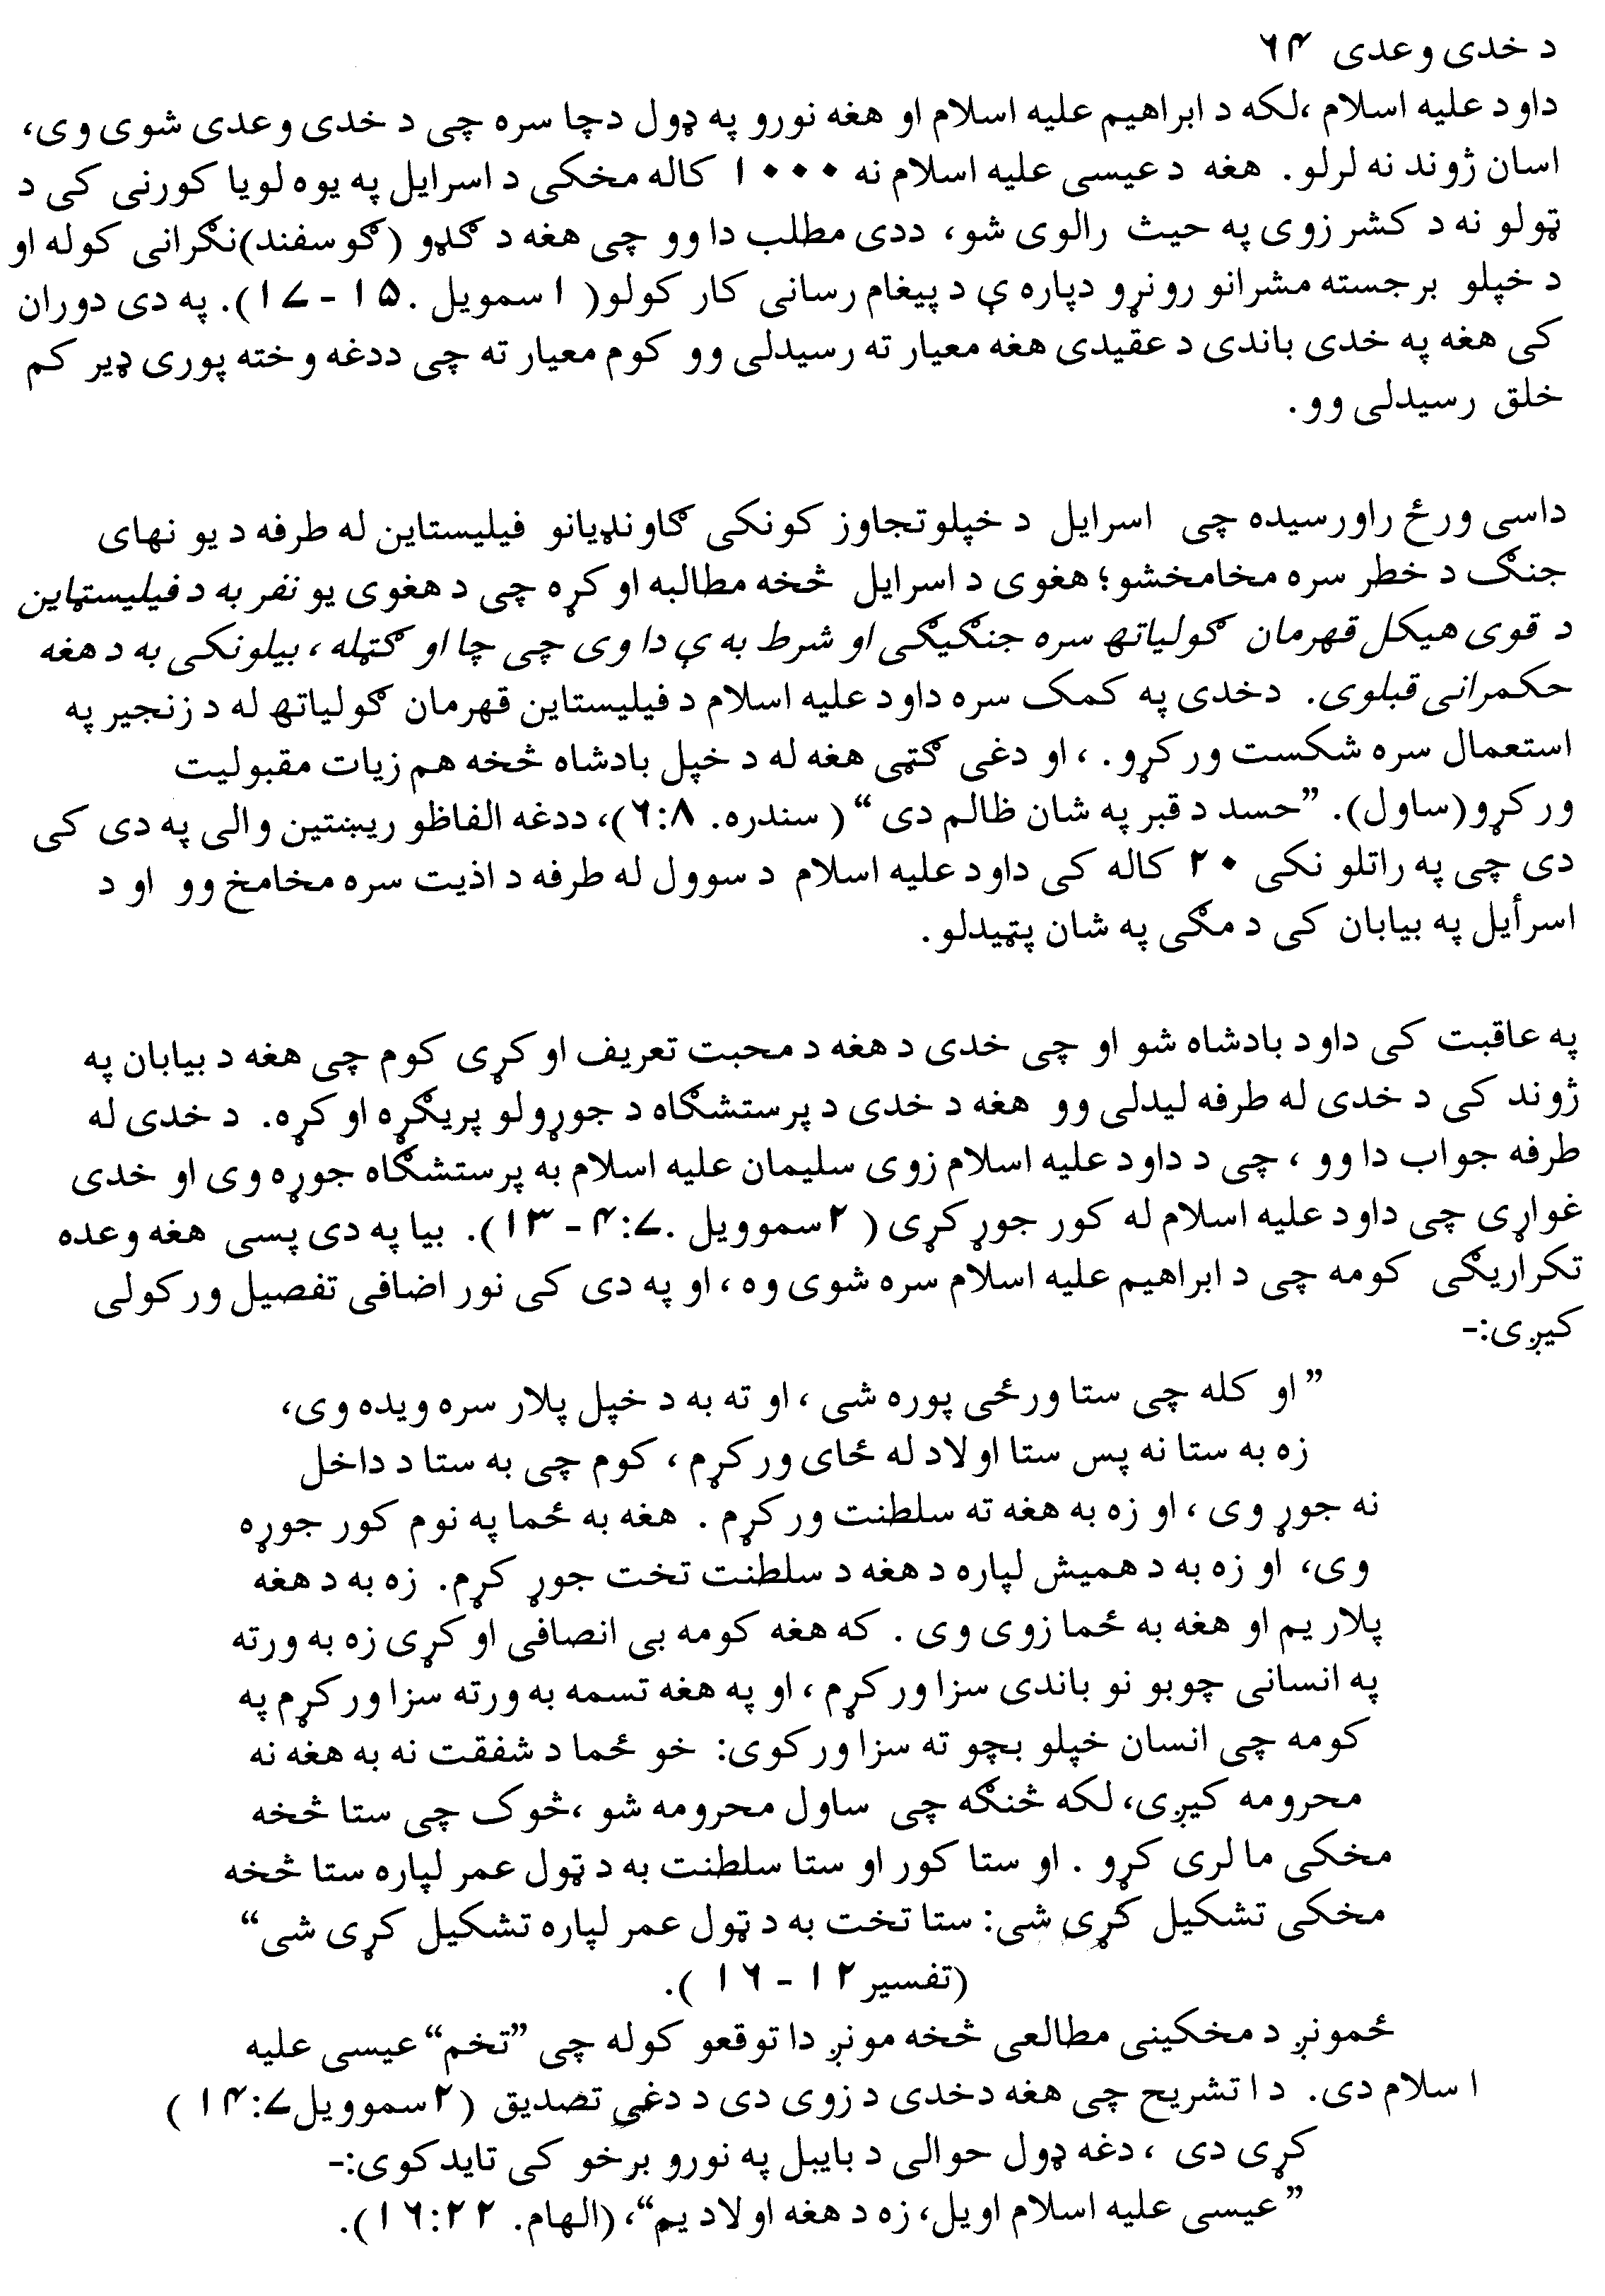 د خدی وعدی ۶۴
داود علیه اسلام ،لکه د ابراهیم علیه اسلام او هغه نورو په ډول دچا سره چی د خدی وعدی شوی وی،
اسان ژوند نه لرلو. هغه د عیسی علیه اسلام نه ۱۰۰۰ کاله مخکی د اسرایل په یوه لویا کورنی کی د
ټولو نه د کشر زوی په حیث رالوی شو، ددی مطلب دا وو چی هغه د ګډو (ګوسفند)نګرانی کوله او
د خپلو برجسته مشرانو رونړو دپاره ې د پیغام رسانی کار کولو( ۱ سمویل .۱۵ - ۱۷). په دی دوران
کی هغه په خدی باندی د عقیدی هغه معیار ته رسیدلی وو کوم معیار ته چی ددغه وخته پوری ډیر کم
خلق رسیدلی وو.
داسی ورځ راورسیده چی اسرایل د خپلوتجاوز کونکی ګاونډیانو فیلیستاین له طرفه د یو نهای
جنګ د خطر سره مخامخشو؛ هغوی د اسرایل څخه مطالبه اوکړه چی د هغوی یو نفر به د فیلیستهاین
د قوی هیکل قهرمان ګولیاتھ سره جنګیګی او شرط به ې دا وی چی چا او ګټله ، بیلونکی به د هغه
حکمرانی قبلوی. دخدی په کمک سره داود علیه اسلام د فیلیستاین قهرمان ګولیاتھ له د زنجیر په
استعمال سره شکست ورکړو. ، او دغی ګټی هغه له د خپل بادشاه څخه هم زیات مقبولیت
ورکړو(ساول). ”حسد د قبر په شان ظالم دی“ ( سندره. ۶:۸)، ددغه الفاظو ریښتین والی په دی کی
دی چی په راتلونکی ۲۰ کاله کی داود علیه اسلام د سوول له طرفه د اذیت سره مخامخ وو او د
اسرأیل په بیابان کی د مګی په شان پټیدلو.
په عاقبت کی داود بادشاه شو او چی خدی د هغه د محبت تعریف اوکړی کوم چی هغه د بیابان په
ژوند کی د خدی له طرفه لیدلی وو هغه د خدی د پرستشګاه د جوړولو پریګړه اوکړه. د خدی له
طرفه جواب دا وو ، چی د داود علیه اسلام زوی سلیمان علیه اسلام به پرستشګاه جوړه وی او خدی
غواړی چی داود علیه اسلام له کور جوړ کړی ( ۲سموویل .۴:۷ - ۱۳). بیا په دی پسی هغه وعده
تکراریګی کومه چی د ابراهیم علیه اسلام سره شوی وه ، او په دی کی نور اضافی تفصیل ورکولی
کیږی:-
” او کله چی ستا ورځی پوره شی ، او ته به د خپل پلار سره ویده وی،
زه به ستا نه پس ستا اولاد له ځای ورکړم ، کوم چی به ستا د داخل
نه جوړ وی ، او زه به هغه ته سلطنت ورکړم . هغه به ځما په نوم کور جوړه
وی، او زه به د همیش لپاره د هغه د سلطنت تخت جوړ کړم. زه به د هغه
پلار یم او هغه به ځما زوی وی . که هغه کومه بی انصافی اوکړی زه به ورته
په انسانی چوبو نو باندی سزا ورکړم ، او په هغه تسمه به ورته سزا ورکړم په
کومه چی انسان خپلو بچو ته سزا ورکوی: خو ځما د شفقت نه به هغه نه
محرومه کیږی، لکه څنګه چی ساول محرومه شو ،څوک چی ستا څخه
مخکی ما لری کړو . او ستا کور او ستا سلطنت به د ټول عمر لپاره ستا څخه
مخکی تشکیل کړی شی: ستا تخت به د ټول عمر لپاره تشکیل کړی شی“
(تفسیر۱۲ - ۱۶ ).
ځمونږ د مخکینی مطالعی څخه مونږ دا توقعو کوله چی ”تخم“ عیسی علیه
ا سلام دی. دا تشریح چی هغه دخدی د زوی دی د دغی تصدیق (۲سموویل۱۴:۷ )
کړی دی ، دغه ډول حوالی د بایبل په نورو برخو کی تاید کوی:-
”عیسی علیه اسلام اویل، زه د هغه اولاد یم“، (الهام. ۱۶:۲۲).